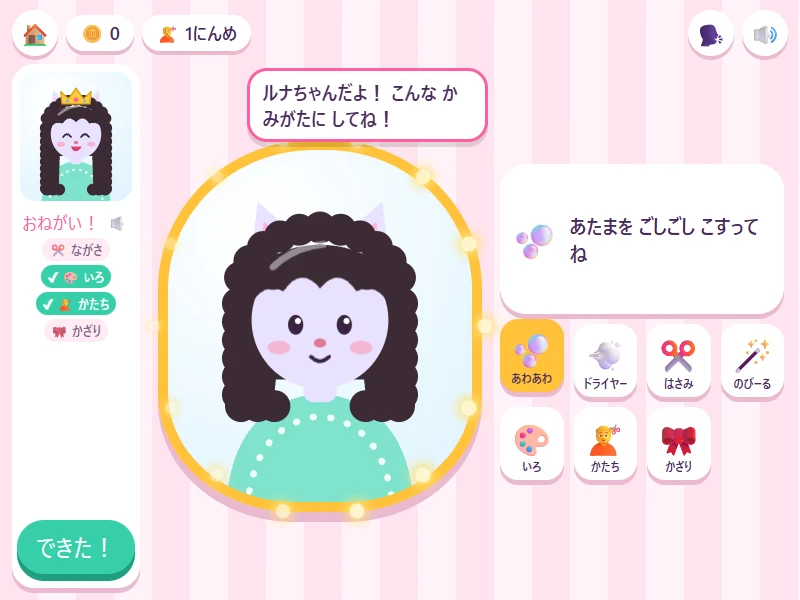 0
1にんめ
ルナちゃんだよ！ こんな か
みがたに してね！
おねがい！
ながさ
いろ
かたち
かざり
できた！
あたまを ごしごし こすって
ね
あわあわ
ドライヤー
はさみ
のびーる
いろ
かたち
かざり